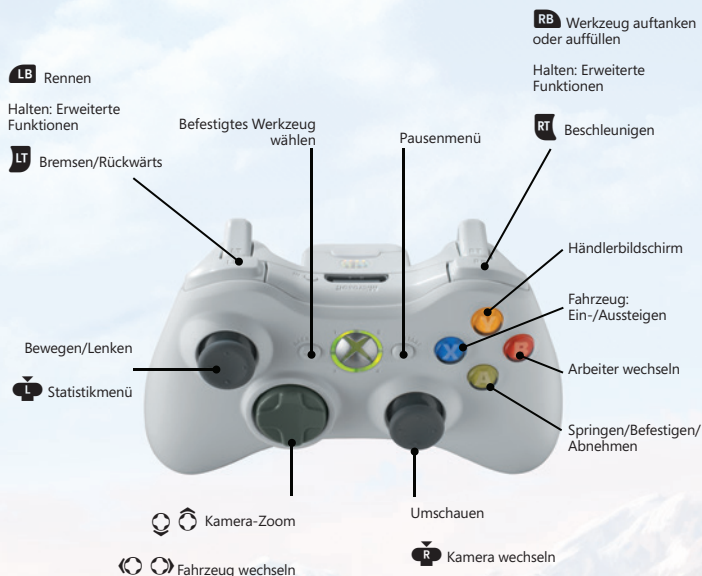 RB Werkzeug auftanken
oder auffüllen
Halten: Erweiterte
Funktionen
RT Beschleunigen
LB Rennen
Halten: Erweiterte
Funktionen
LT Bremsen/Rückwärts
Befestigtes Werkzeug
wählen
Pausenmenü
Händlerbildschirm
Fahrzeug:
Ein-/Aussteigen
Arbeiter wechseln
Springen/Befestigen/
Abnehmen
Y
X
B
A
Bewegen/Lenken
L Statistikmenü
Kamera-Zoom
Fahrzeug wechseln
Umschauen
R Kamera wechseln